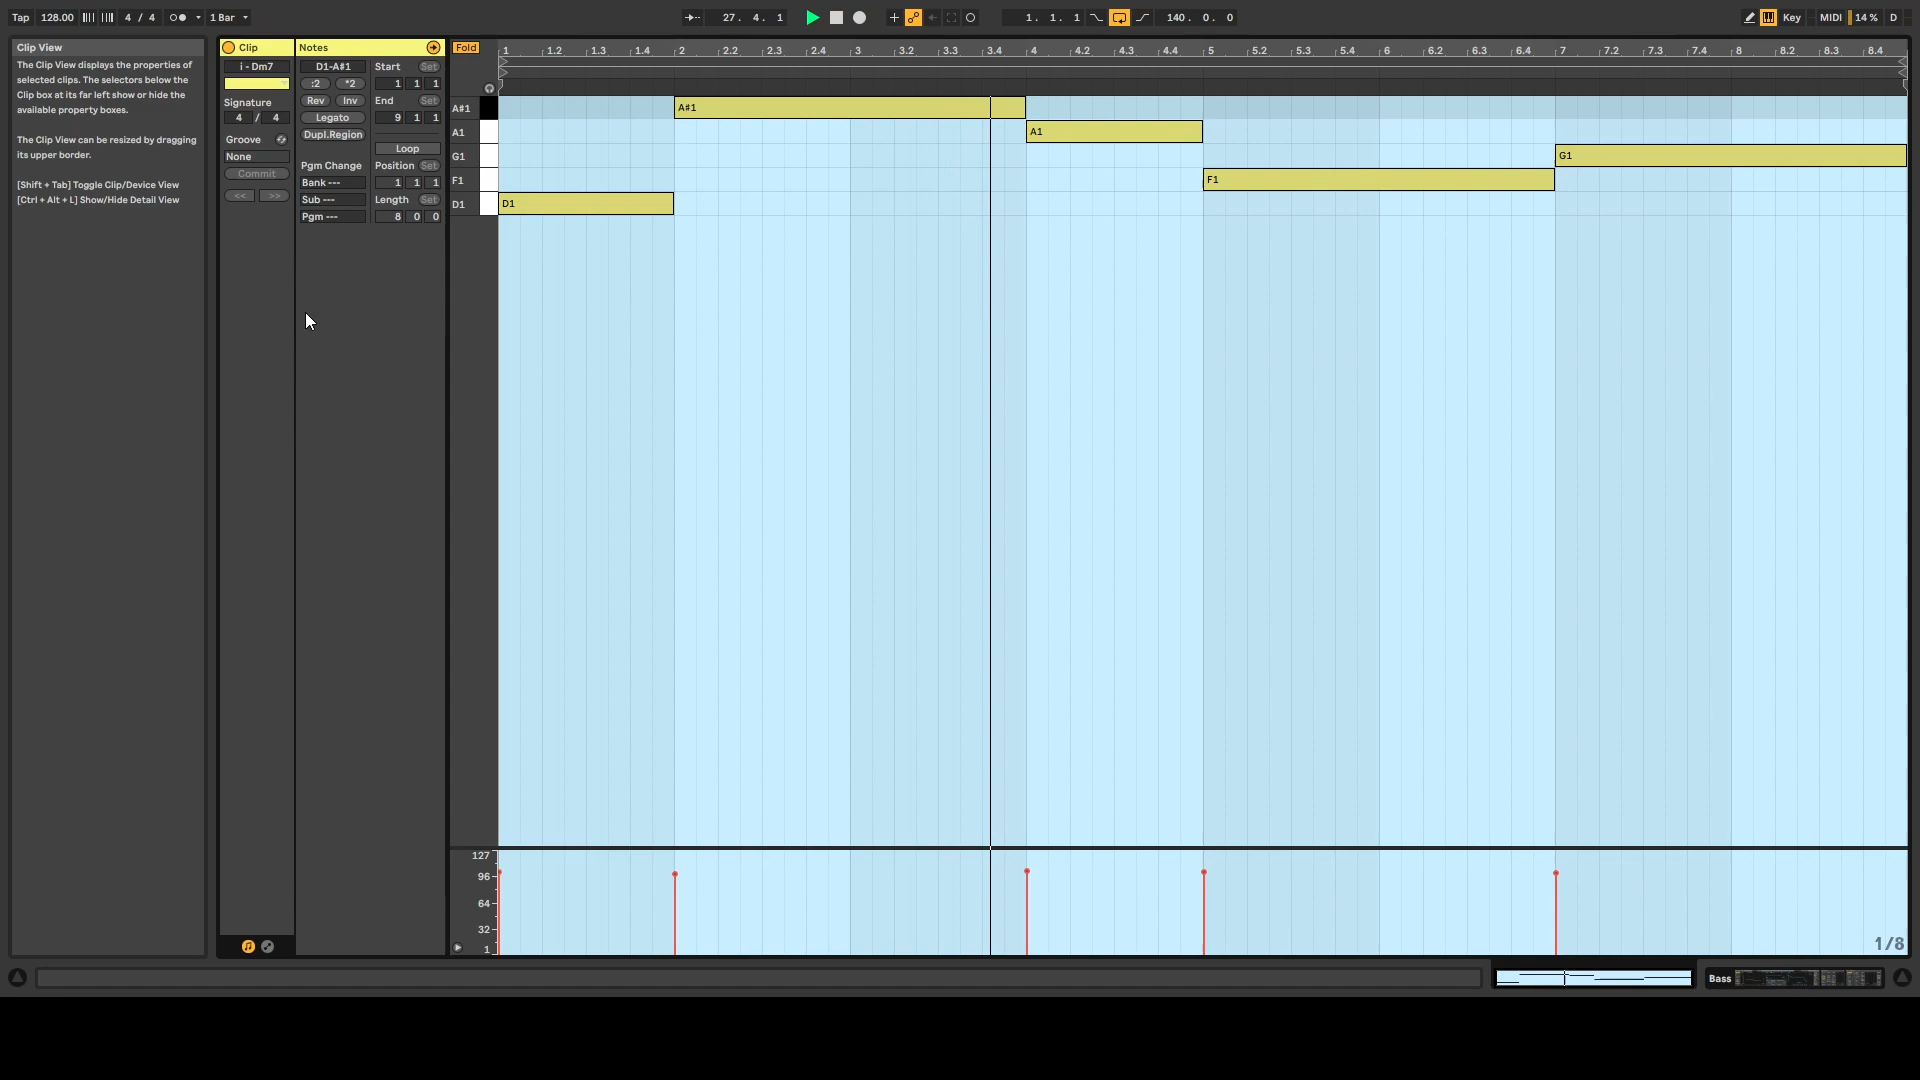 Tap 128.00 4 / 4 1 Bar 27. 4. 1 1. 1. 1 140. 0. 0 Key MIDI 14 % D
Clip View
The Clip View displays the properties of
selected clips. The selectors below the
Clip box at its far left show or hide the
available property boxes.
The Clip View can be resized by dragging
its upper border.
[Shift + Tab] Toggle Clip/Device View
[Ctrl + Alt + L] Show/Hide Detail View
Clip
i - Dm7
Signature
4 / 4
Groove
None
Commit
<< >>
Notes
D1-A#1
:2 *2
Rev Inv
Legato
Dupl.Region
Pgm Change
Bank ---
Sub ---
Pgm ---
Start Set
1 1 1
End Set
9 1 1
Loop
Position Set
1 1 1
Length Set
8 0 0
Fold
1 1.2 1.3 1.4 2 2.2 2.3 2.4 3 3.2 3.3 3.4 4 4.2 4.3 4.4 5 5.2 5.3 5.4 6 6.2 6.3 6.4 7 7.2 7.3 7.4 8 8.2 8.3 8.4
A#1 A#1
A1 A1
G1 G1
F1 F1
D1 D1
127
96
64
32
1
1/8
Bass